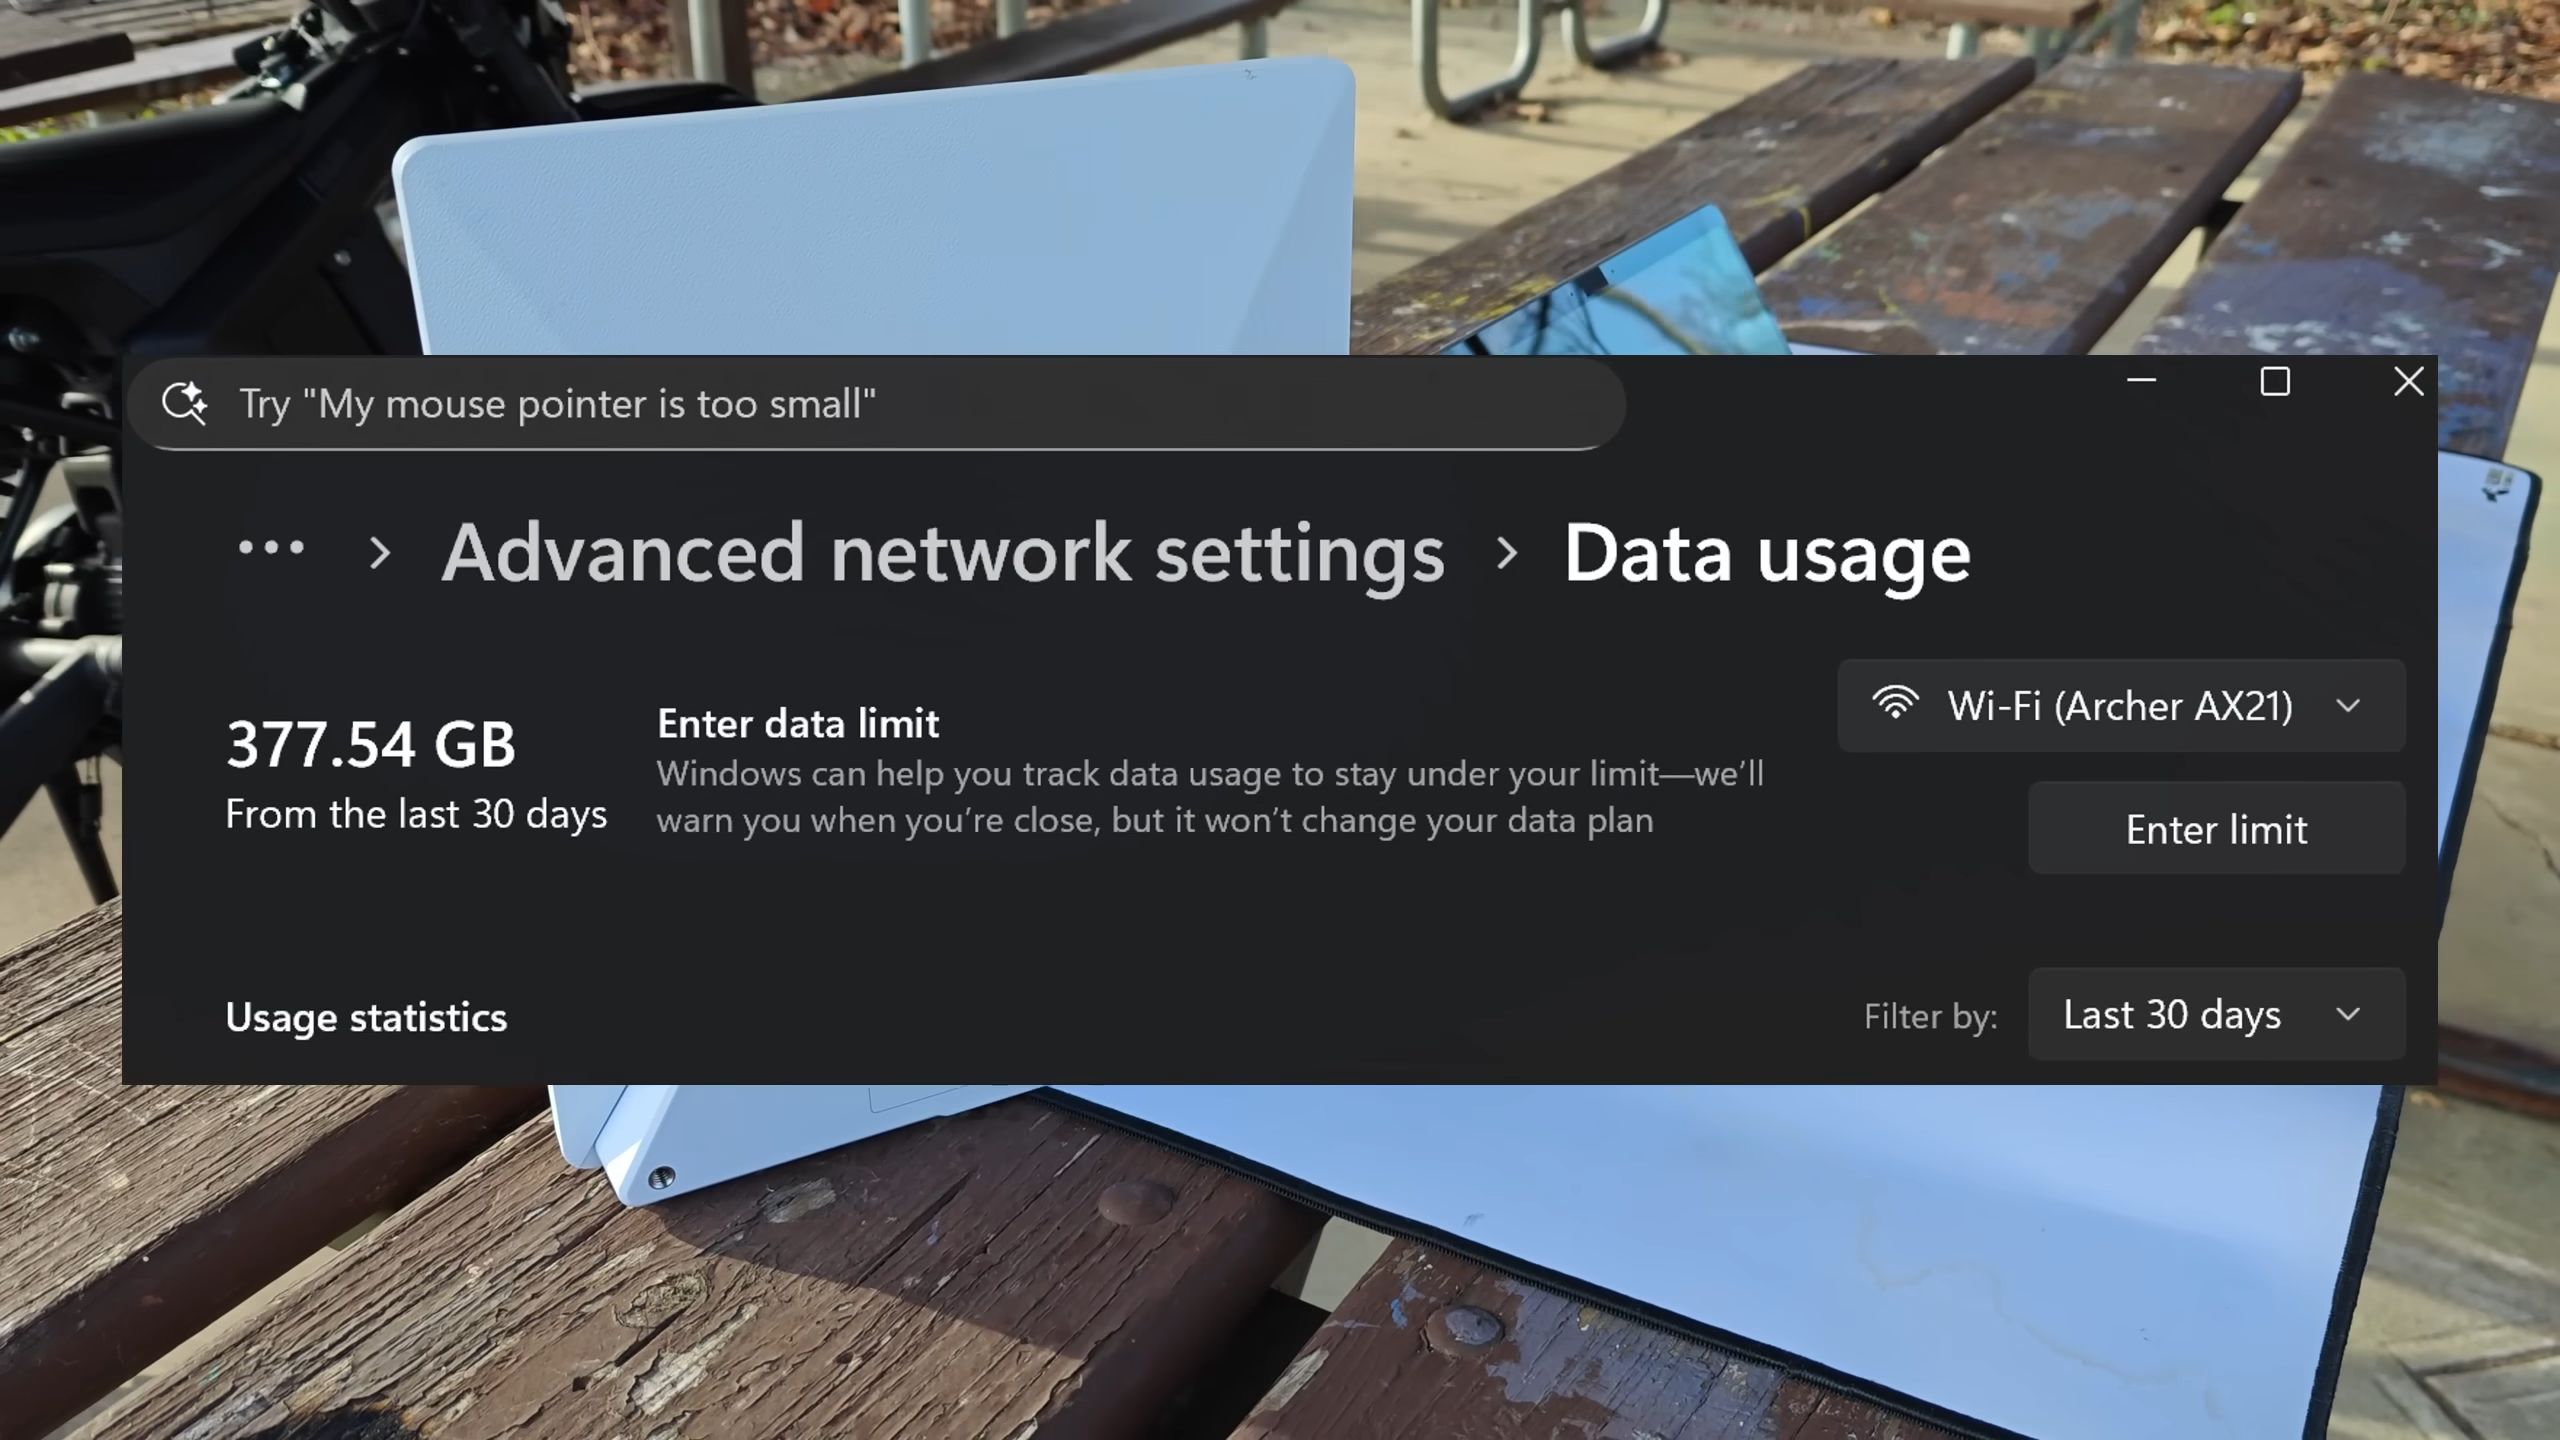 Try "My mouse pointer is too small"
... > Advanced network settings > Data usage
Wi-Fi (Archer AX21)
377.54 GB
From the last 30 days
Enter data limit
Windows can help you track data usage to stay under your limit—we’ll
warn you when you’re close, but it won’t change your data plan
Enter limit
Usage statistics
Filter by:
Last 30 days